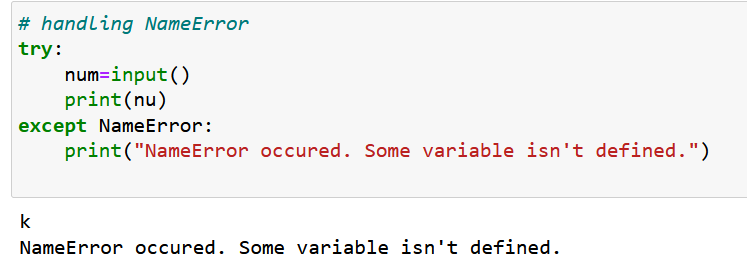 # handling NameError
try:
    num=input()
    print(nu)
except NameError:
    print("NameError occured. Some variable isn't defined.")
k
NameError occured. Some variable isn't defined.